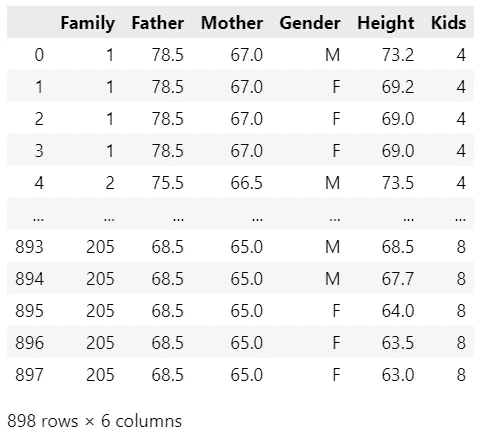 Family Father Mother Gender Height Kids
0 1 78.5 67.0 M 73.2 4
1 1 78.5 67.0 F 69.2 4
2 1 78.5 67.0 F 69.0 4
3 1 78.5 67.0 F 69.0 4
4 2 75.5 66.5 M 73.5 4
... ... ... ... ... ... ...
893 205 68.5 65.0 M 68.5 8
894 205 68.5 65.0 M 67.7 8
895 205 68.5 65.0 F 64.0 8
896 205 68.5 65.0 F 63.5 8
897 205 68.5 65.0 F 63.0 8
898 rows × 6 columns